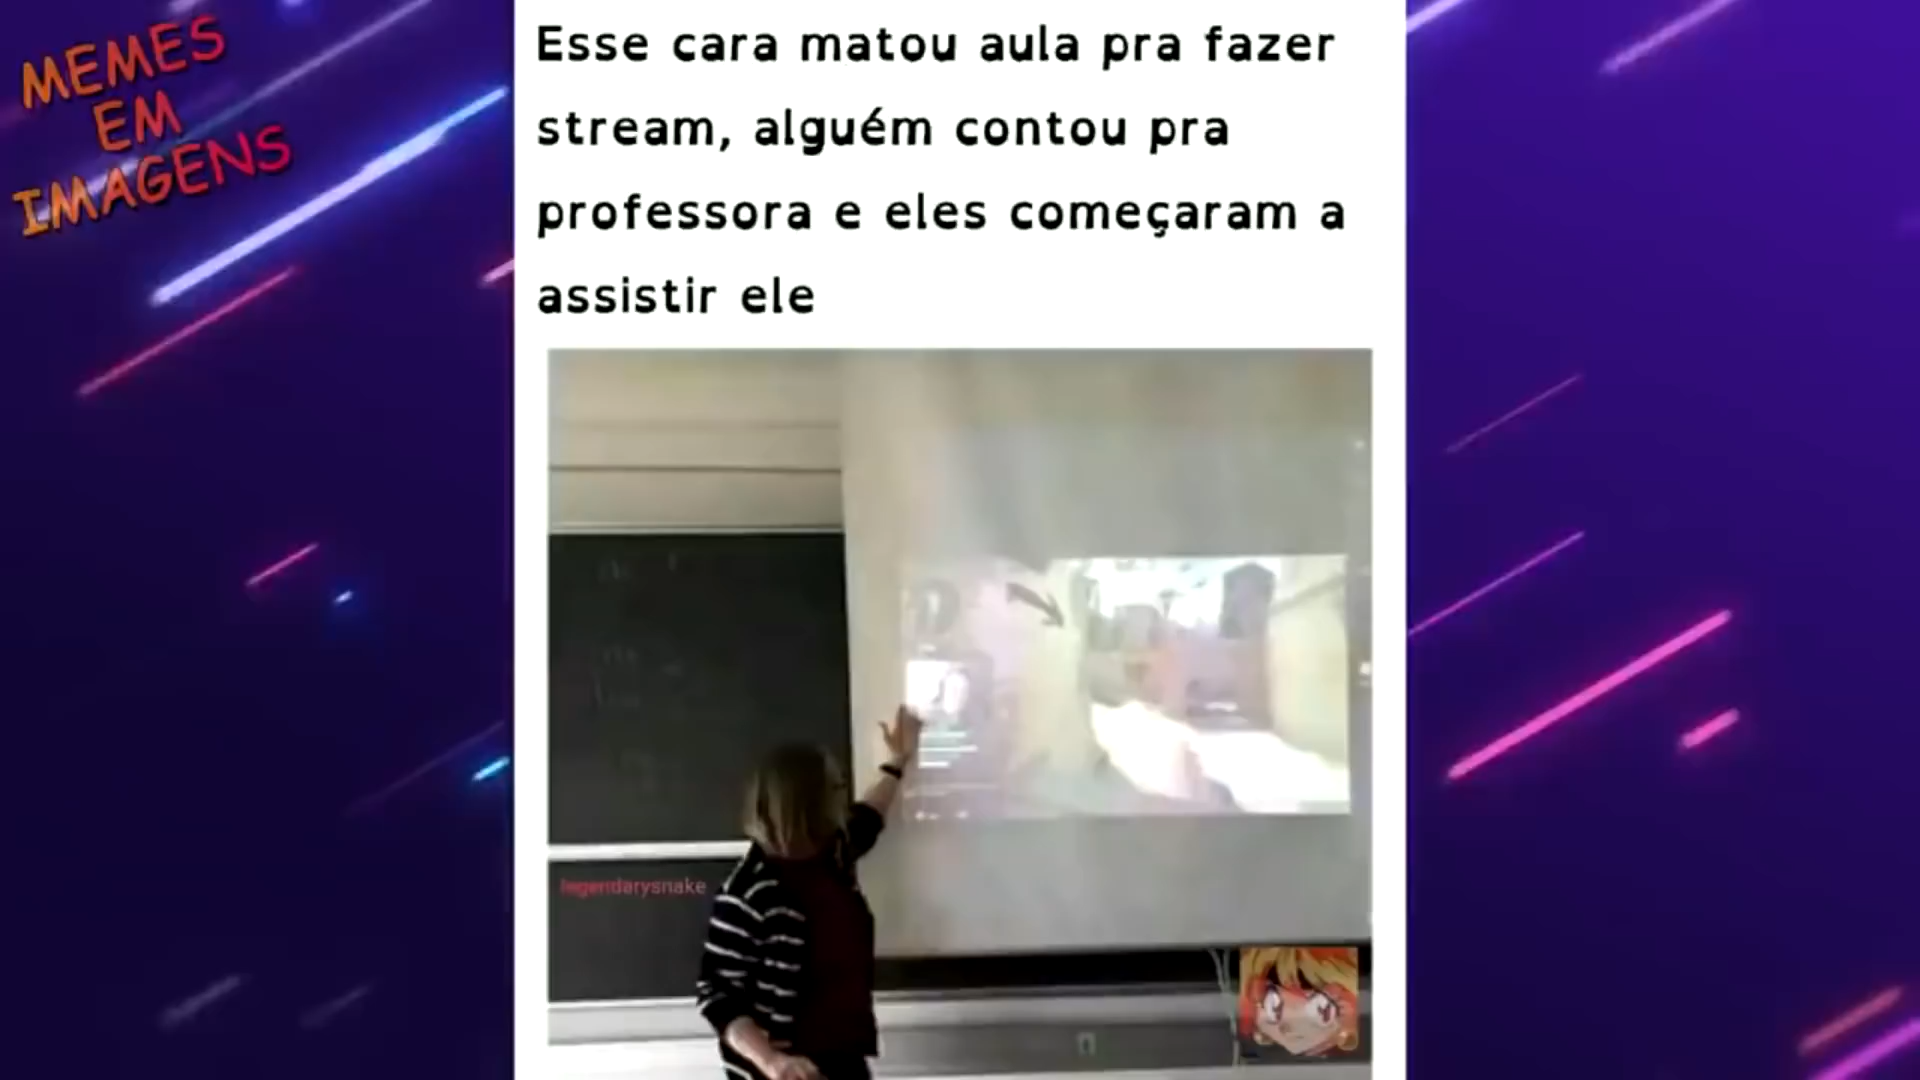 MEMES
EM
IMAGENS
Esse cara matou aula pra fazer
stream, alguém contou pra
professora e eles começaram a
assistir ele
legendarysnake